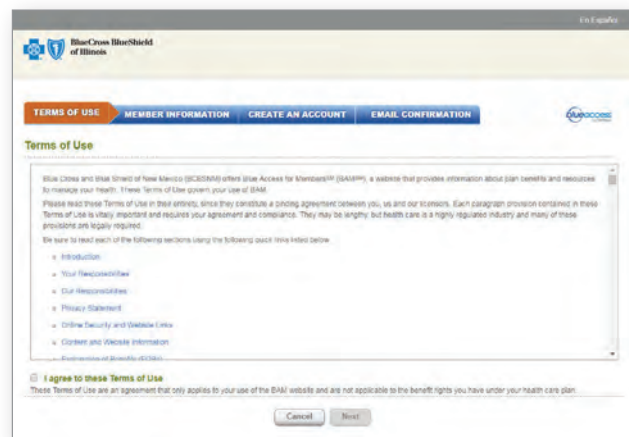 En Español
BlueCross BlueShield
of Illinois
TERMS OF USE
MEMBER INFORMATION
CREATE AN ACCOUNT
EMAIL CONFIRMATION
blueaccess
Terms of Use
Blue Cross and Blue Shield of New Mexico (BCBSNM) offers Blue Access for Members℠ (BAM℠), a website that provides information about plan benefits and resources
to manage your health. These Terms of Use govern your use of BAM.
Please read these Terms of Use in their entirety, since they constitute a binding agreement between you, us and our licensors. Each paragraph provision contained in these
Terms of Use is vitally important and requires your agreement and compliance. They may be lengthy, but health care is a highly regulated industry and many of these
provisions are legally required.
Be sure to read each of the following sections using the following quick links listed below
Introduction
Your Responsibilities
Our Responsibilities
Privacy Statement
Online Security and Website Links
Content and Website Information
I agree to these Terms of Use
These Terms of Use are an agreement that only applies to your use of the BAM website and are not applicable to the benefit rights you have under your health care plan.
Cancel
Next